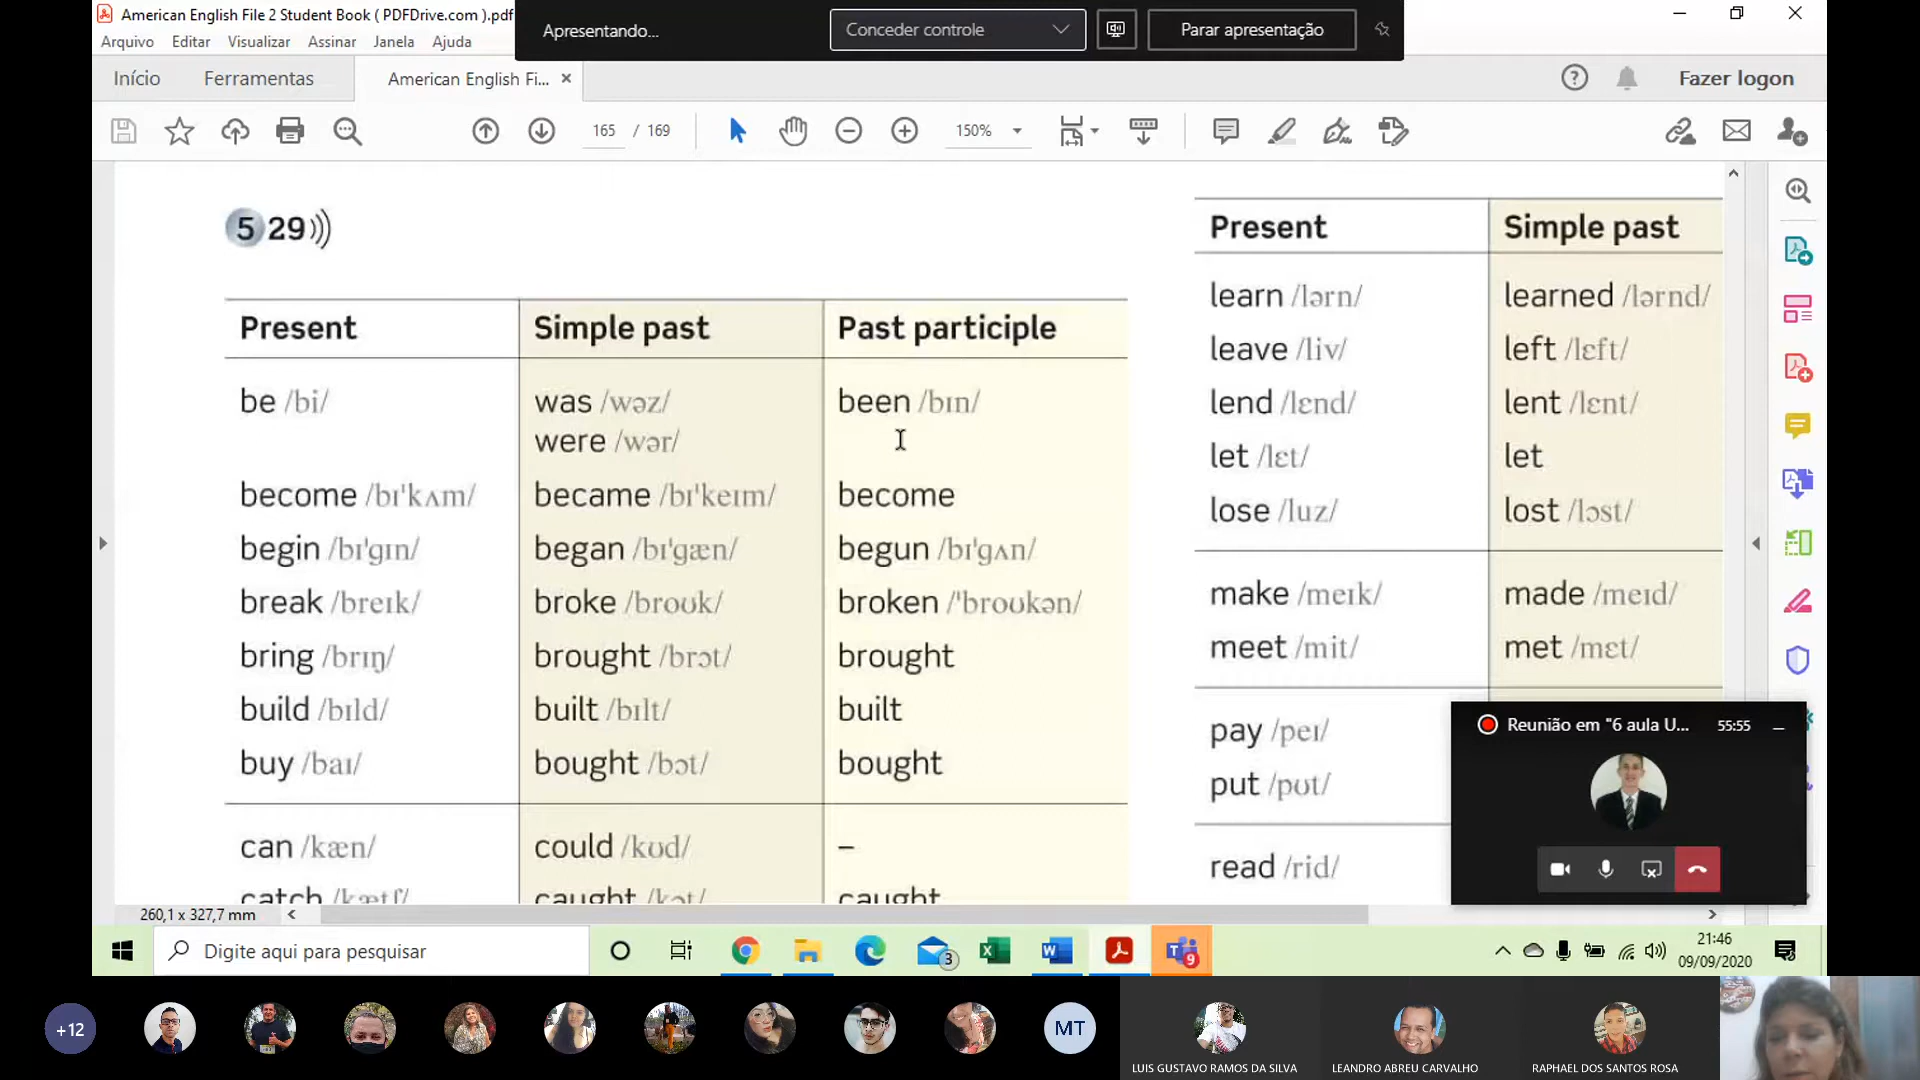 American English File 2 Student Book ( PDFDrive.com ).pdf
Apresentando...
Conceder controle
Parar apresentação
Arquivo Editar Visualizar Assinar Janela Ajuda
Início Ferramentas American English Fi... Fazer logon
165 / 169 150%
5 29
Present Simple past Past participle
be /bi/ was /wəz/ been /bɪn/
were /wər/
become /bɪˈkʌm/ became /bɪˈkeɪm/ become
begin /bɪˈgɪn/ began /bɪˈgæn/ begun /bɪˈgʌn/
break /breɪk/ broke /broʊk/ broken /ˈbroʊkən/
bring /brɪŋ/ brought /brɔt/ brought
build /bɪld/ built /bɪlt/ built
buy /baɪ/ bought /bɔt/ bought
can /kæn/ could /kʊd/ –
catch /kætʃ/ caught /kɔt/ caught
Present Simple past
learn /lərn/ learned /lərnd/
leave /liv/ left /lɛft/
lend /lɛnd/ lent /lɛnt/
let /lɛt/ let
lose /luz/ lost /lɔst/
make /meɪk/ made /meɪd/
meet /mit/ met /mɛt/
pay /peɪ/
put /pʊt/
read /rid/
Reunião em "6 aula U... 55:55
260,1 x 327,7 mm
Digite aqui para pesquisar
3
9
21:46
09/09/2020
+12
MT
LUIS GUSTAVO RAMOS DA SILVA
LEANDRO ABREU CARVALHO
RAPHAEL DOS SANTOS ROSA